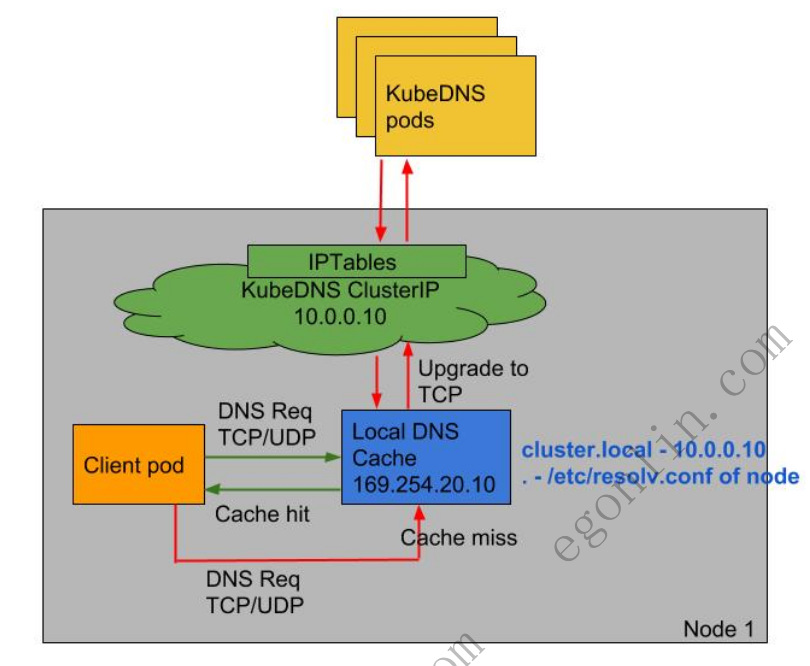 KubeDNS
pods
IPTables
KubeDNS ClusterIP
10.0.0.10
Upgrade to
TCP
DNS Req
TCP/UDP
Local DNS
Cache
169.254.20.10
Client pod
cluster.local - 10.0.0.10
. - /etc/resolv.conf of node
Cache hit
Cache miss
DNS Req
TCP/UDP
Node 1
egonlin.com